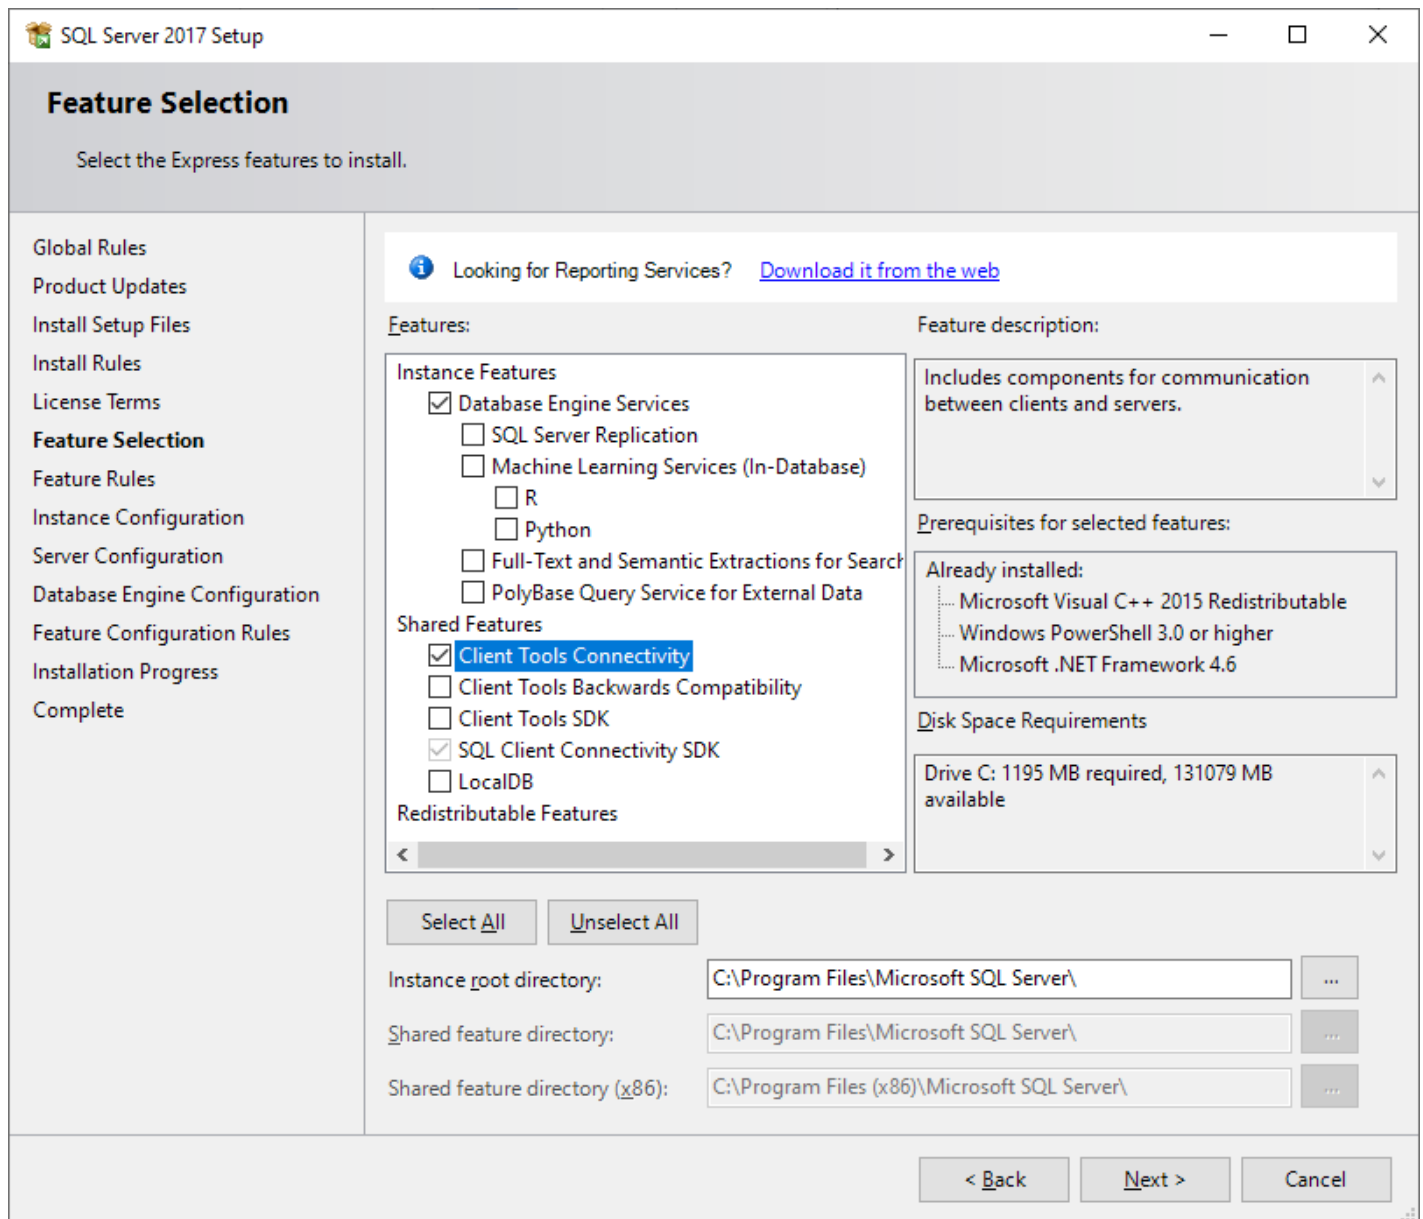 SQL Server 2017 Setup
Feature Selection
Select the Express features to install.
Global Rules
Product Updates
Install Setup Files
Install Rules
License Terms
Feature Selection
Feature Rules
Instance Configuration
Server Configuration
Database Engine Configuration
Feature Configuration Rules
Installation Progress
Complete
Looking for Reporting Services? Download it from the web
Features:
Instance Features
Database Engine Services
SQL Server Replication
Machine Learning Services (In-Database)
R
Python
Full-Text and Semantic Extractions for Search
PolyBase Query Service for External Data
Shared Features
Client Tools Connectivity
Client Tools Backwards Compatibility
Client Tools SDK
SQL Client Connectivity SDK
LocalDB
Redistributable Features
Feature description:
Includes components for communication
between clients and servers.
Prerequisites for selected features:
Already installed:
Microsoft Visual C++ 2015 Redistributable
Windows PowerShell 3.0 or higher
Microsoft .NET Framework 4.6
Disk Space Requirements
Drive C: 1195 MB required, 131079 MB
available
Select All Unselect All
Instance root directory: C:\Program Files\Microsoft SQL Server\ ...
Shared feature directory: C:\Program Files\Microsoft SQL Server\ ...
Shared feature directory (x86): C:\Program Files (x86)\Microsoft SQL Server\ ...
< Back Next > Cancel